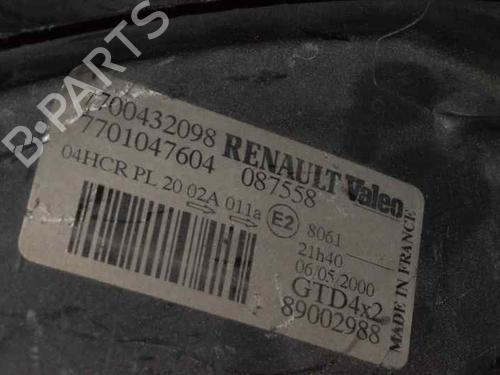 7700432098 RENAULT Valeo
7701047604 087558
04HCR PL 20 02A 011a E2 8061
21h40
06/05/2000
GTD4x2
89002988
MADE IN FRANCE
B-PARTS